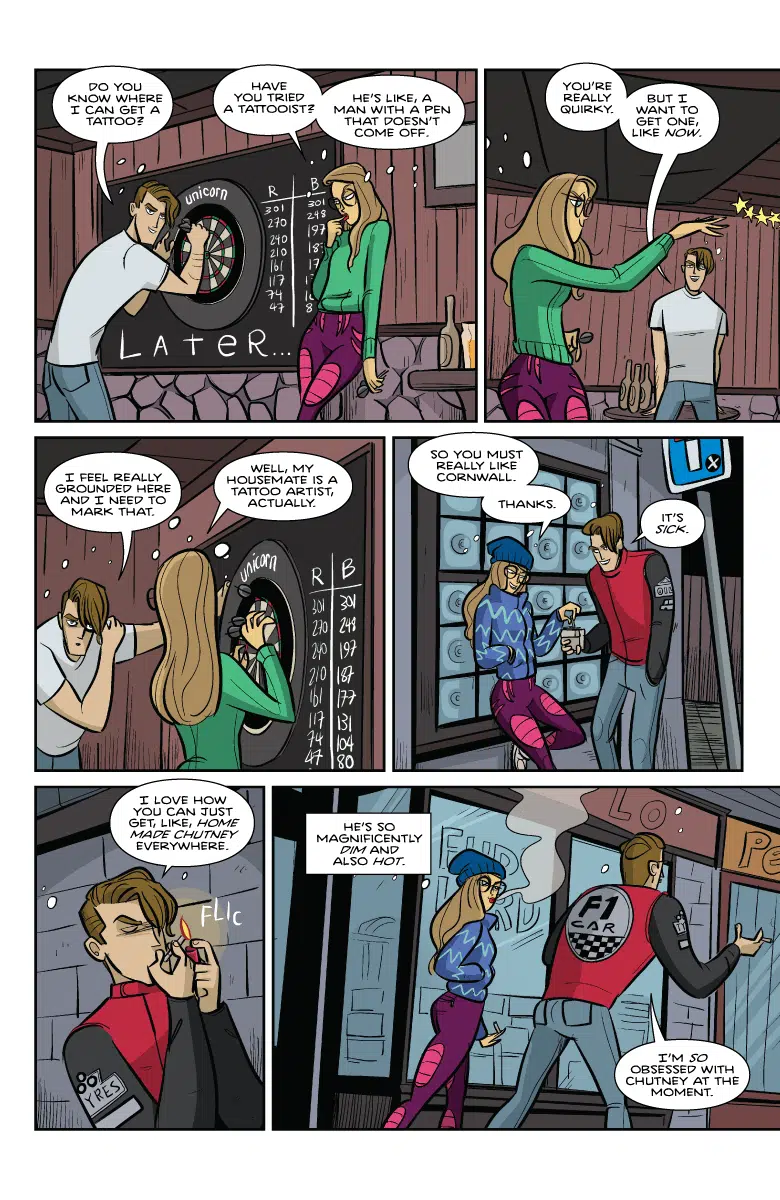 DO YOU
KNOW WHERE
I CAN GET A
TATTOO?
HAVE
YOU TRIED
A TATTOOIST?
HE'S LIKE, A
MAN WITH A PEN
THAT DOESN'T
COME OFF.
unicorn
R B
301 301
270 248
240 197
210
161
117
74
47
LATER...
YOU'RE
REALLY
QUIRKY.
BUT I
WANT TO
GET ONE,
LIKE NOW.
I FEEL REALLY
GROUNDED HERE
AND I NEED TO
MARK THAT.
WELL, MY
HOUSEMATE IS A
TATTOO ARTIST,
ACTUALLY.
unicorn
R B
301 301
270 248
240 197
210 187
161 177
117 131
74 104
47 80
SO YOU MUST
REALLY LIKE
CORNWALL.
THANKS.
IT'S
SICK.
OIL
I LOVE HOW
YOU CAN JUST
GET, LIKE, HOME
MADE CHUTNEY
EVERYWHERE.
FLIC
YRES
HE'S SO
MAGNIFICENTLY
DIM AND
ALSO HOT.
LO
Pe
F1
CAR
I'M SO
OBSESSED WITH
CHUTNEY AT THE
MOMENT.